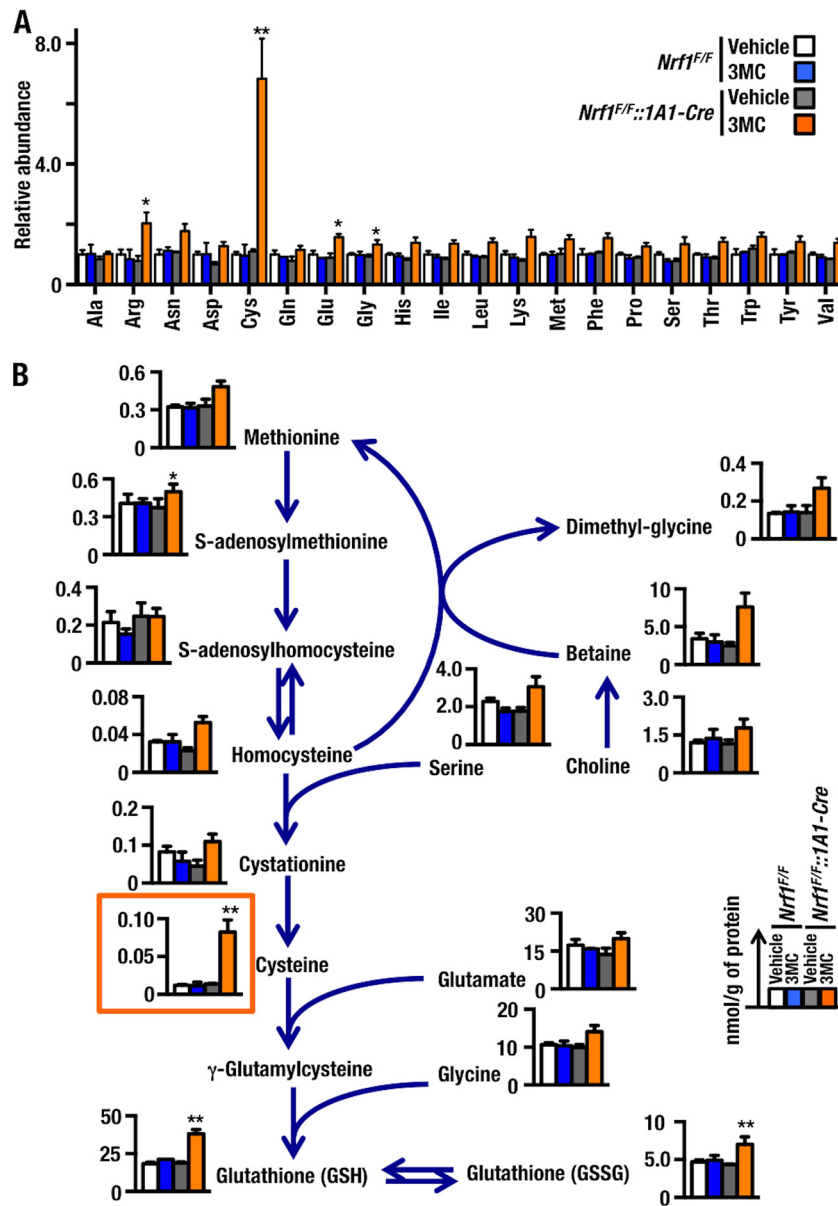 A
8.0
4.0
0
Relative abundance
**
*
*
*
Nrf1F/F
Vehicle
3MC
Nrf1F/F::1A1-Cre
Vehicle
3MC
Ala
Arg
Asn
Asp
Cys
Gln
Glu
Gly
His
Ile
Leu
Lys
Met
Phe
Pro
Ser
Thr
Trp
Tyr
Val
B
0.6
0.3
0
Methionine
0.6
0.3
0
*
S-adenosylmethionine
0.4
0.2
0
Dimethyl-glycine
0.4
0.2
0
S-adenosylhomocysteine
10
5.0
0
Betaine
0.04
0.08
0
Homocysteine
4.0
2.0
0
Serine
Choline
3.0
1.5
0
0.2
0.1
0
Cystationine
0.10
0.05
0
**
Cysteine
30
15
0
Glutamate
20
10
0
Glycine
γ-Glutamylcysteine
50
25
0
**
Glutathione (GSH)
Glutathione (GSSG)
10
5.0
0
**
nmol/g of protein
Nrf1F/F
Nrf1F/F::1A1-Cre
Vehicle
3MC
Vehicle
3MC